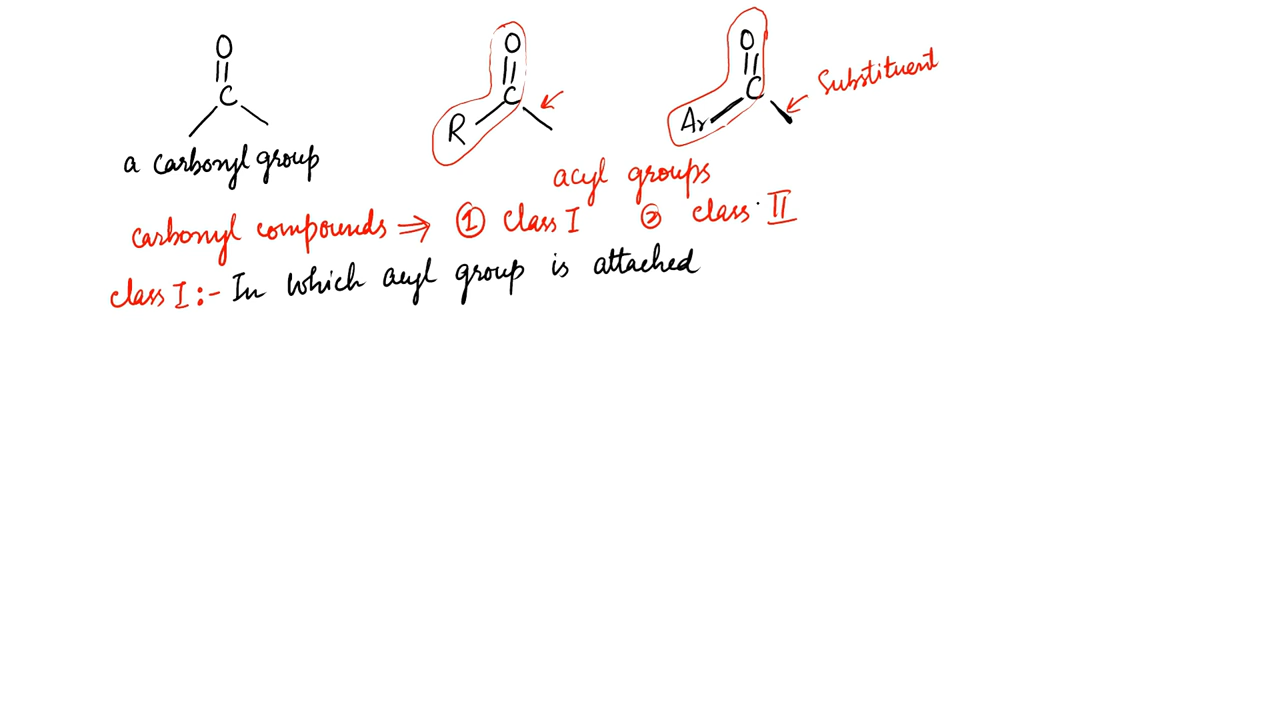 O
||
C
a carbonyl group
O
||
R C
O
||
Ar C
Substituent
acyl groups
carbonyl compounds ⇒ ① class I ② class II
class I :- In which acyl group is attached